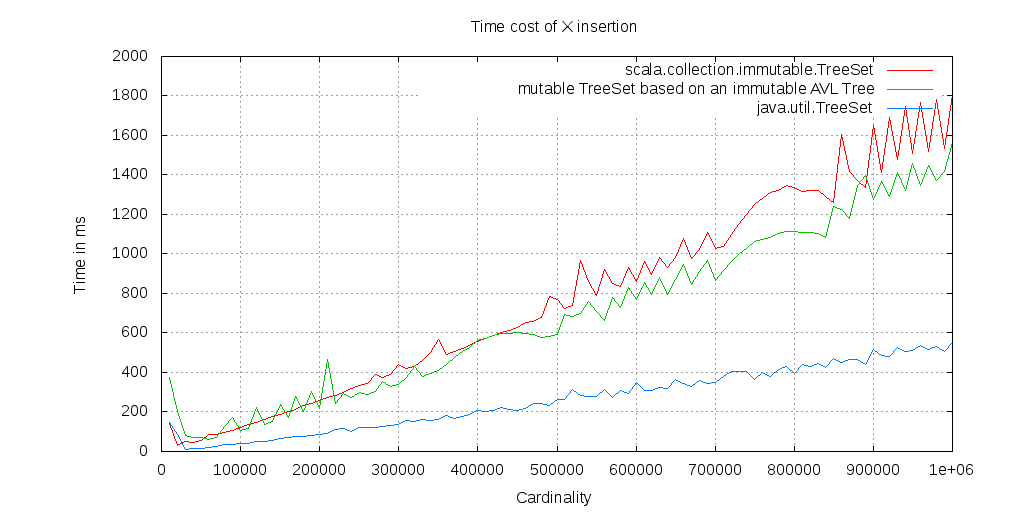 Time cost of X insertion
scala.collection.immutable.TreeSet
mutable TreeSet based on an immutable AVL Tree
java.util.TreeSet
2000
1800
1600
1400
1200
1000
800
600
400
200
0
Time in ms
0 100000 200000 300000 400000 500000 600000 700000 800000 900000 1e+06
Cardinality